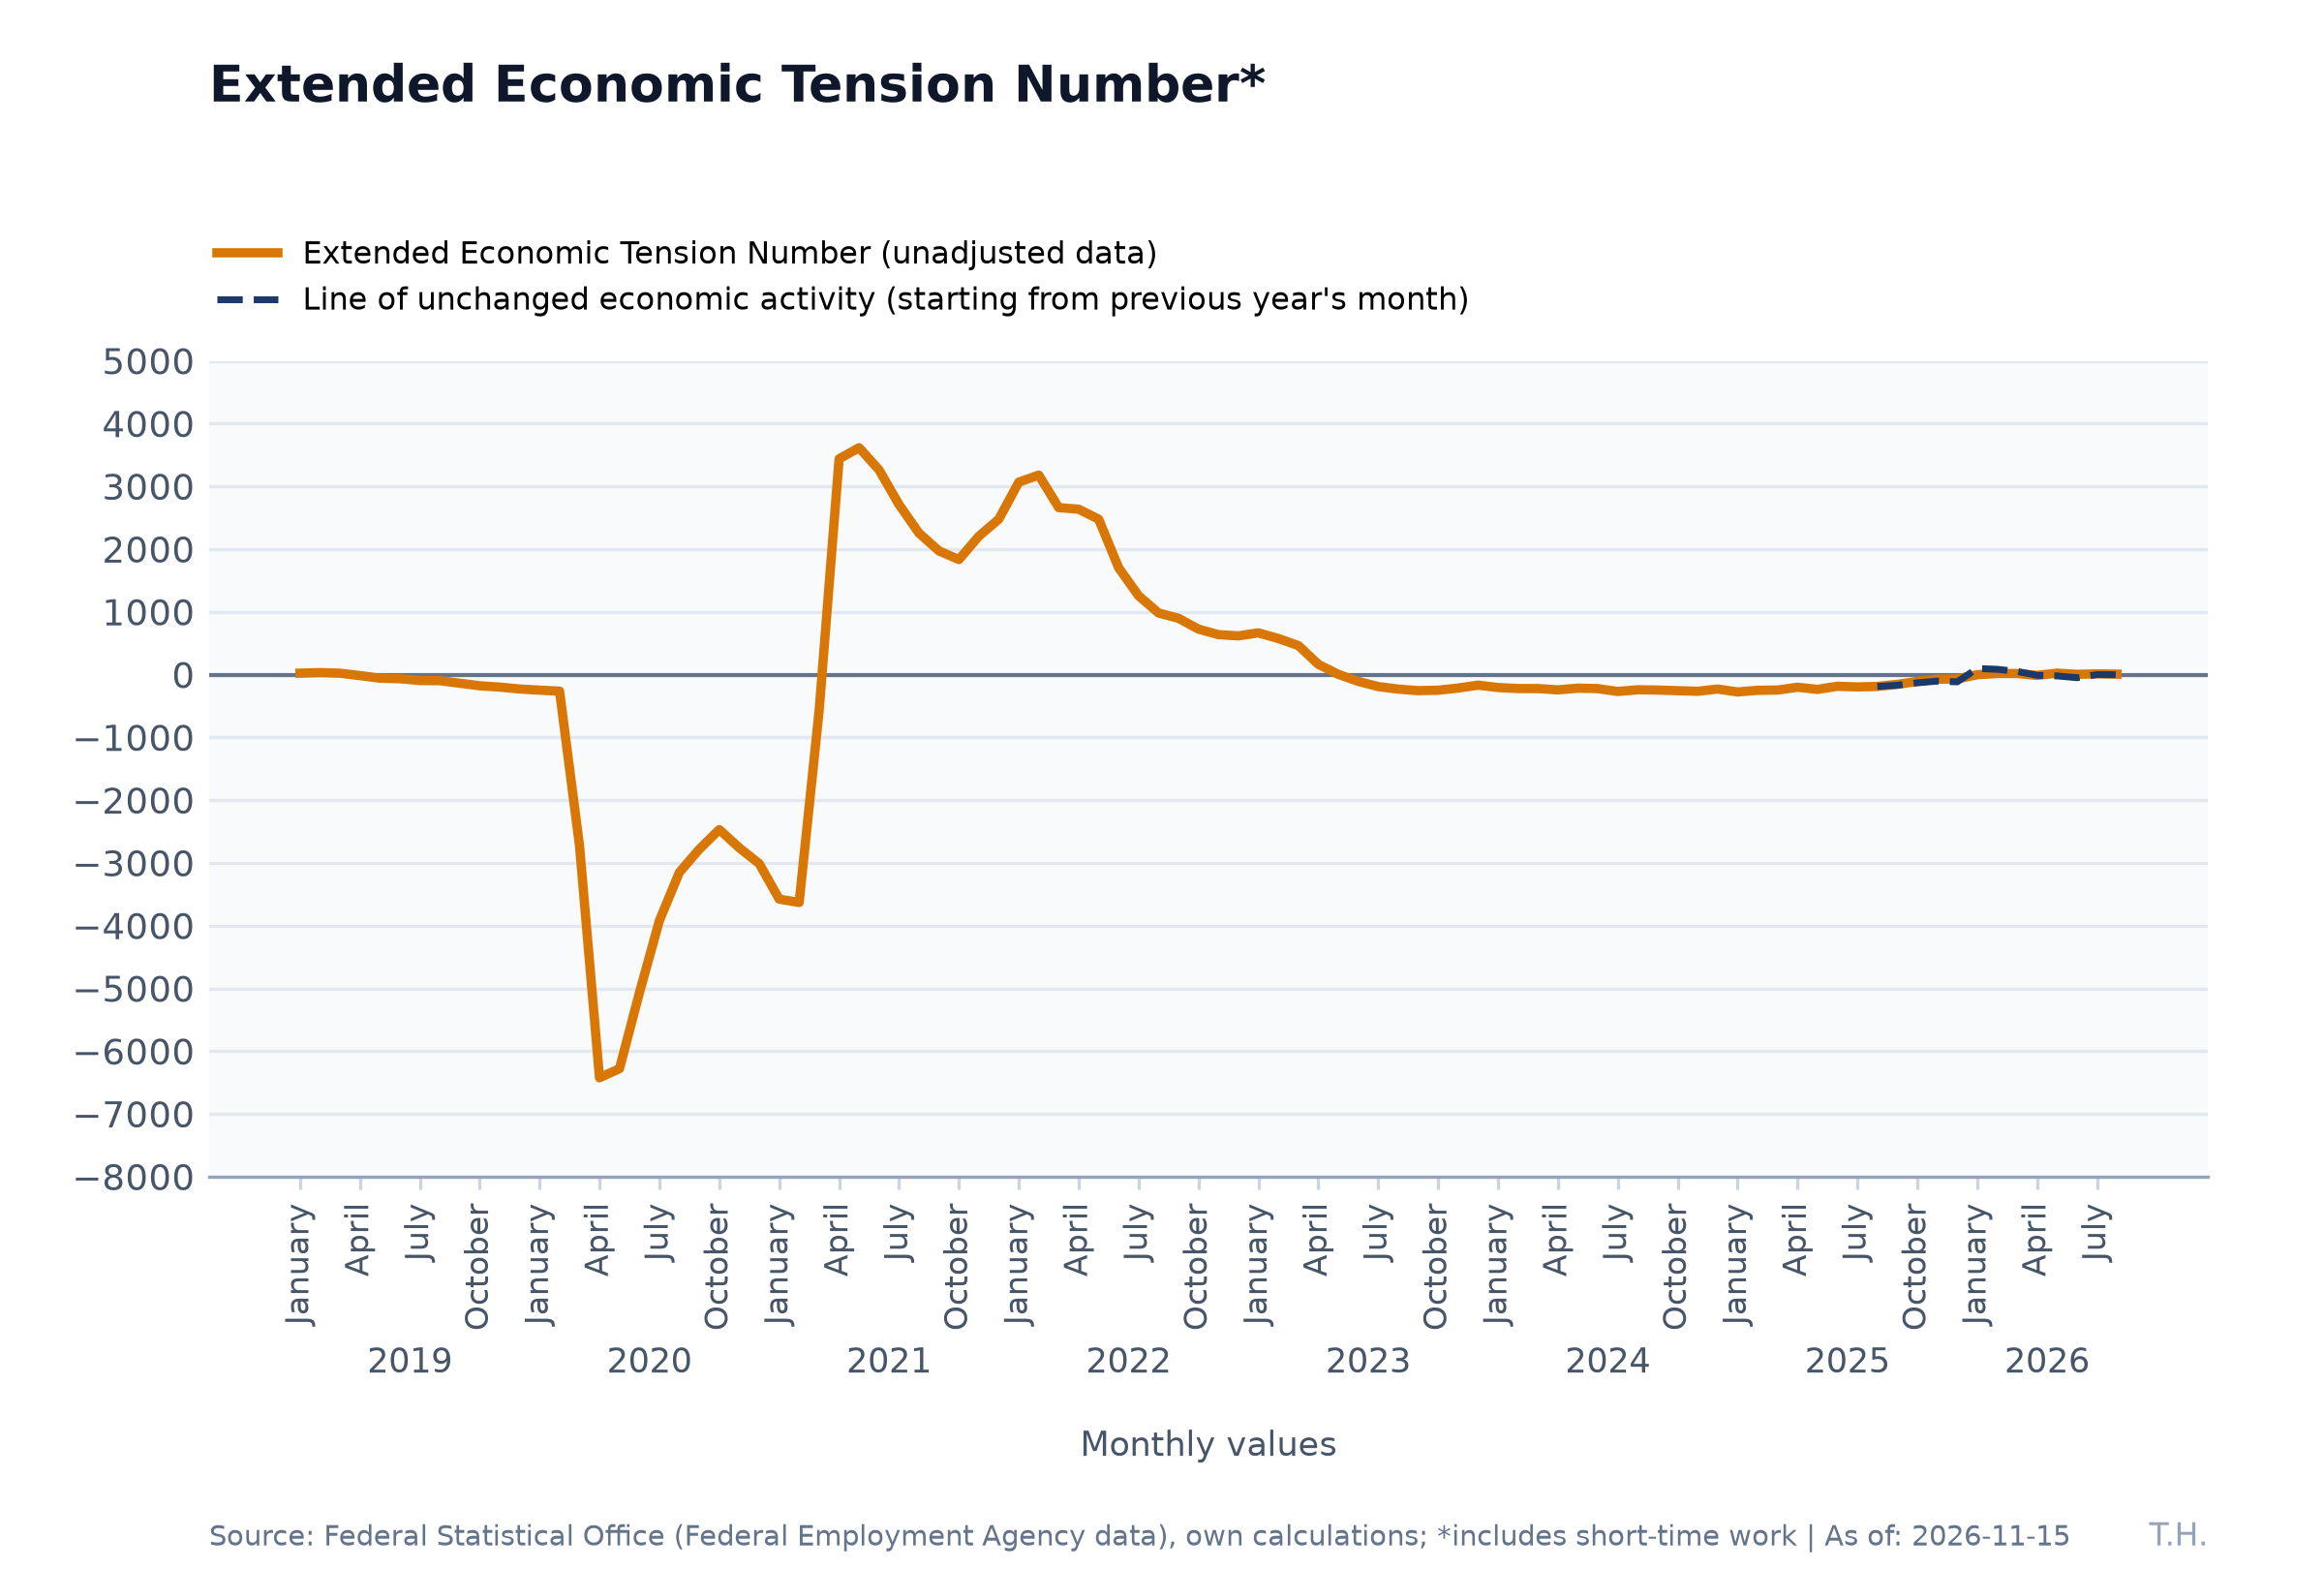 Extended Economic Tension Number*
Extended Economic Tension Number (unadjusted data)
Line of unchanged economic activity (starting from previous year's month)
5000
4000
3000
2000
1000
0
−1000
−2000
−3000
−4000
−5000
−6000
−7000
−8000
January April July October January April July October January April July October January April July October January April July October January April July October January April July October January April July
2019 2020 2021 2022 2023 2024 2025 2026
Monthly values
Source: Federal Statistical Office (Federal Employment Agency data), own calculations; *includes short-time work | As of: 2026-11-15 T.H.